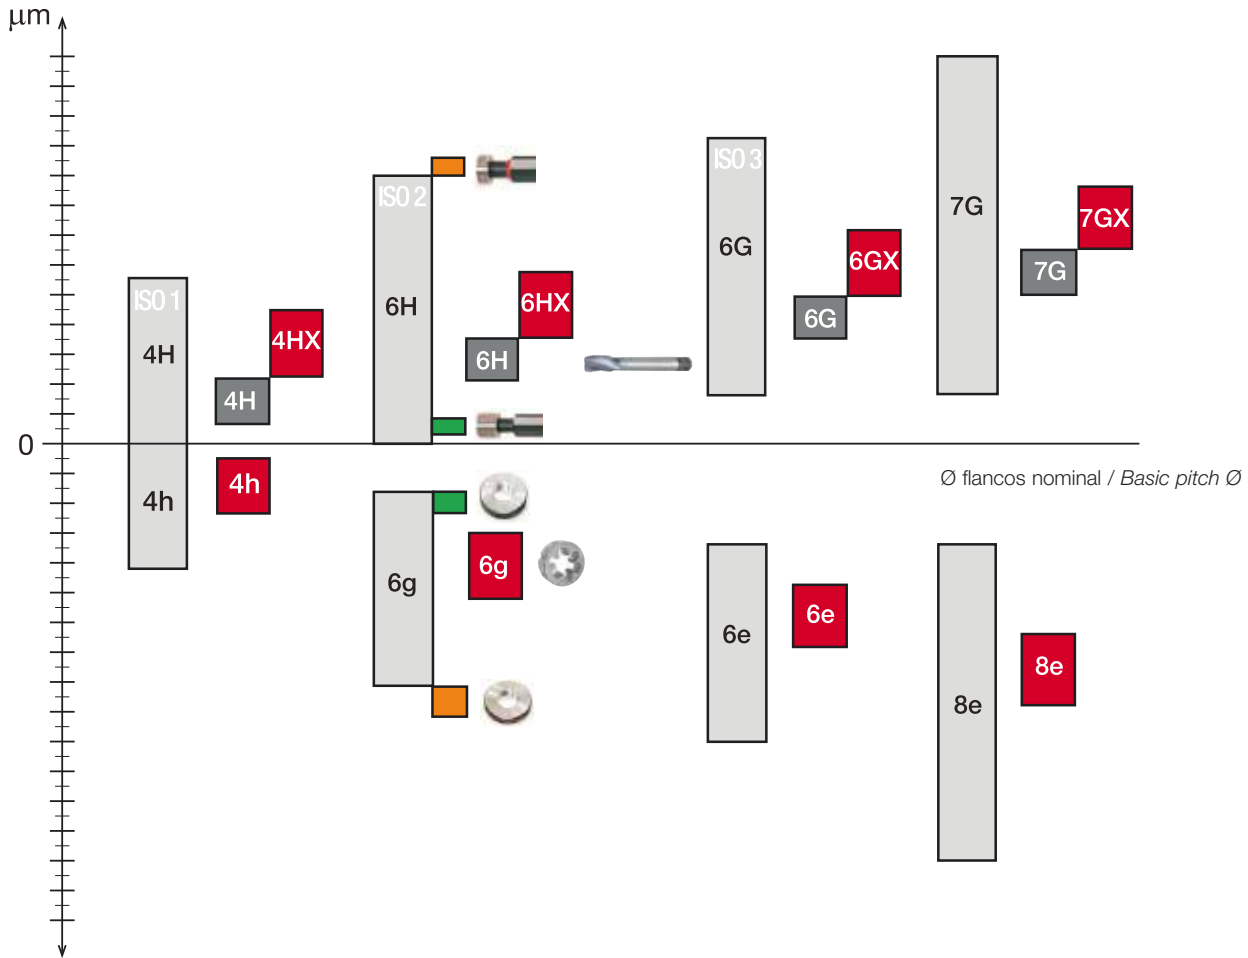 μm
ISO 1
4H
4H
4HX
ISO 2
6H
6H
6HX
ISO 3
6G
6G
6GX
7G
7G
7GX
0
Ø flancos nominal / Basic pitch Ø
4h
4h
6g
6g
6e
6e
8e
8e